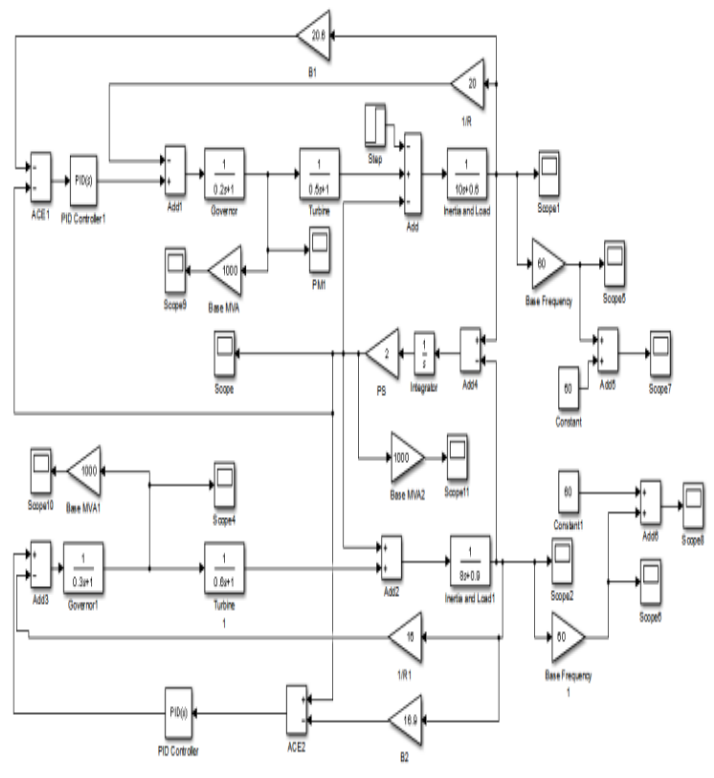 20.6
B1
20
1/R
Step
ACE1
PID(s)
PID Controller1
Add1
1
0.2s+1
Governor
1
0.5s+1
Turbine
Add
1
10s+0.6
Inertia and Load
Scope1
Scope9
1000
Base MVA
PM1
60
Base Frequency
Scope5
Scope
2
PS
1
s
Integrator
Add4
60
Constant
Add5
Scope7
Scope10
1000
Base MVA1
Scope4
1000
Base MVA2
Scope11
60
Constant1
Add6
Scope8
Add3
1
0.3s+1
Governor1
1
0.6s+1
Turbine
1
Add2
1
Inertia and Load1
Scope2
60
Base Frequency
1
Scope6
16
1/R1
PID(s)
PID Controller
ACE2
16.9
B2